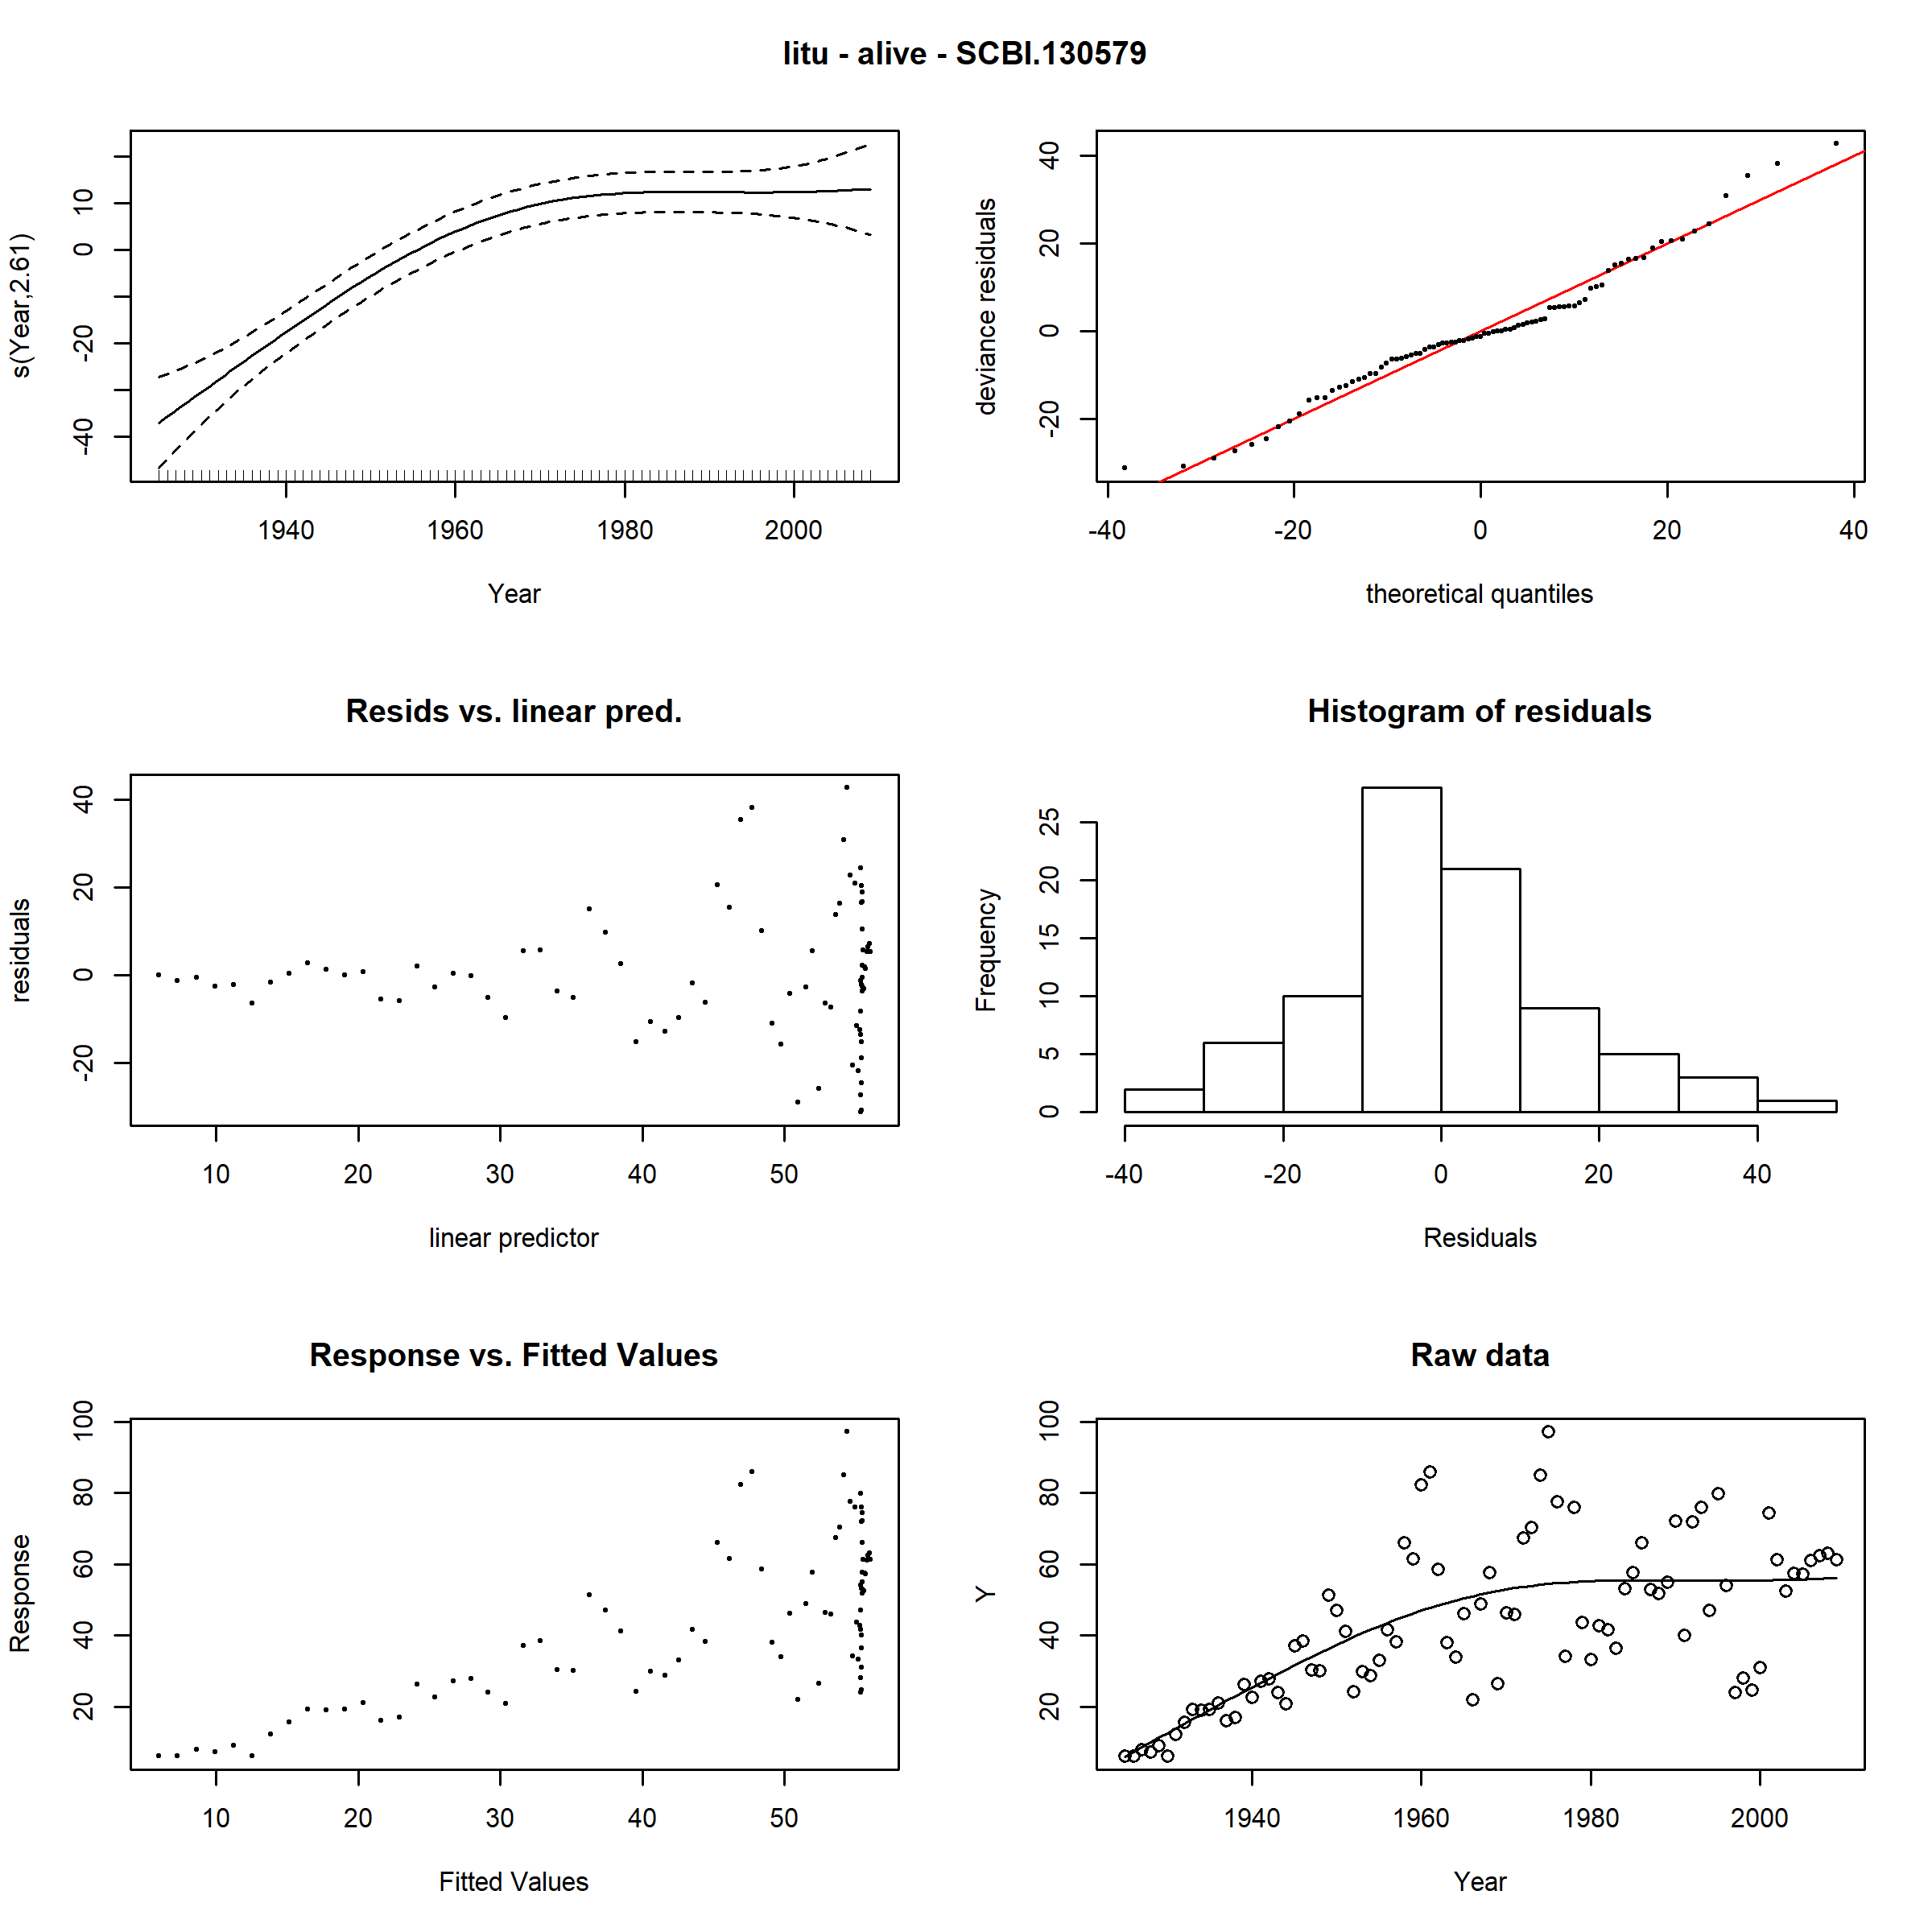 litu - alive - SCBI.130579
s(Year,2.61)
10
0
-20
-40
1940 1960 1980 2000
Year
deviance residuals
40
20
0
-20
-40 -20 0 20 40
theoretical quantiles
Resids vs. linear pred.
residuals
40
20
0
-20
10 20 30 40 50
linear predictor
Histogram of residuals
Frequency
25
20
15
10
5
0
-40 -20 0 20 40
Residuals
Response vs. Fitted Values
Response
100
80
60
40
20
10 20 30 40 50
Fitted Values
Raw data
Y
100
80
60
40
20
1940 1960 1980 2000
Year